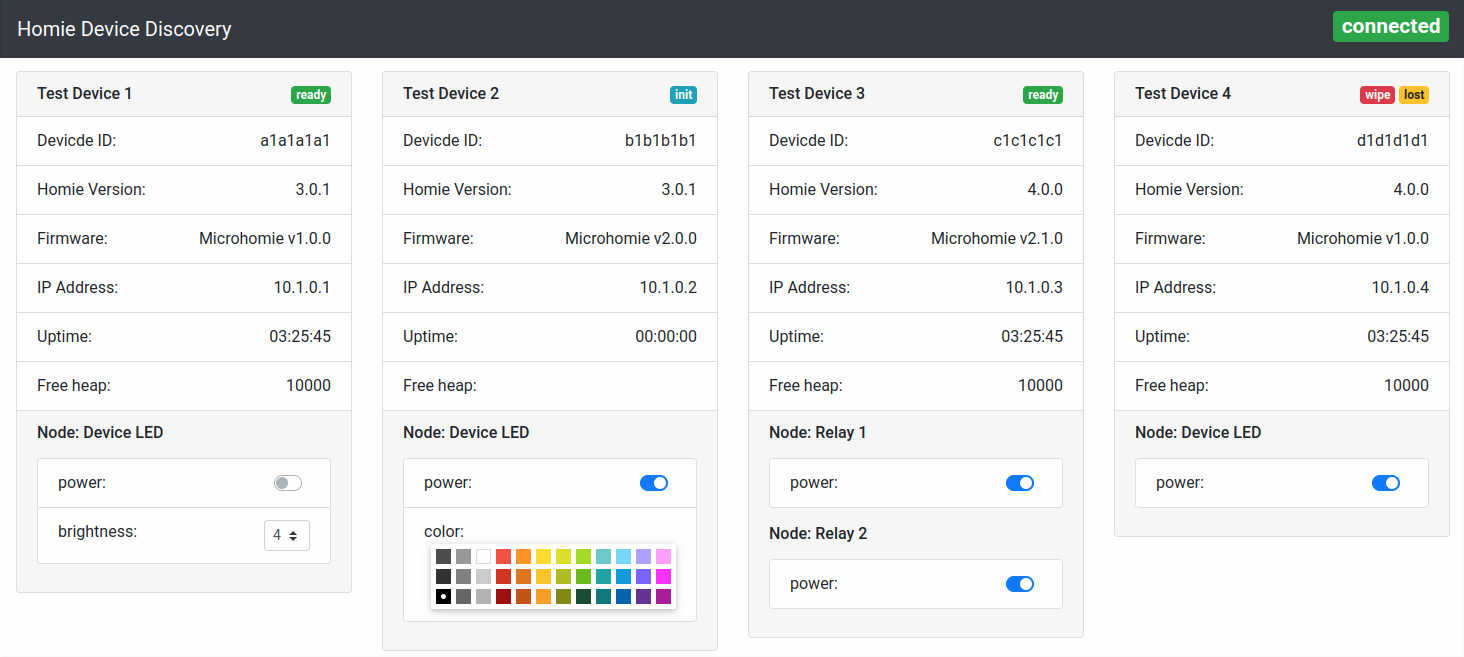 Homie Device Discovery
connected
Test Device 1 ready
Devicde ID: a1a1a1a1
Homie Version: 3.0.1
Firmware: Microhomie v1.0.0
IP Address: 10.1.0.1
Uptime: 03:25:45
Free heap: 10000
Node: Device LED
power:
brightness: 4
Test Device 2 init
Devicde ID: b1b1b1b1
Homie Version: 3.0.1
Firmware: Microhomie v2.0.0
IP Address: 10.1.0.2
Uptime: 00:00:00
Free heap:
Node: Device LED
power:
color:
Test Device 3 ready
Devicde ID: c1c1c1c1
Homie Version: 4.0.0
Firmware: Microhomie v2.1.0
IP Address: 10.1.0.3
Uptime: 03:25:45
Free heap: 10000
Node: Relay 1
power:
Node: Relay 2
power:
Test Device 4 wipe lost
Devicde ID: d1d1d1d1
Homie Version: 4.0.0
Firmware: Microhomie v1.0.0
IP Address: 10.1.0.4
Uptime: 03:25:45
Free heap: 10000
Node: Device LED
power: